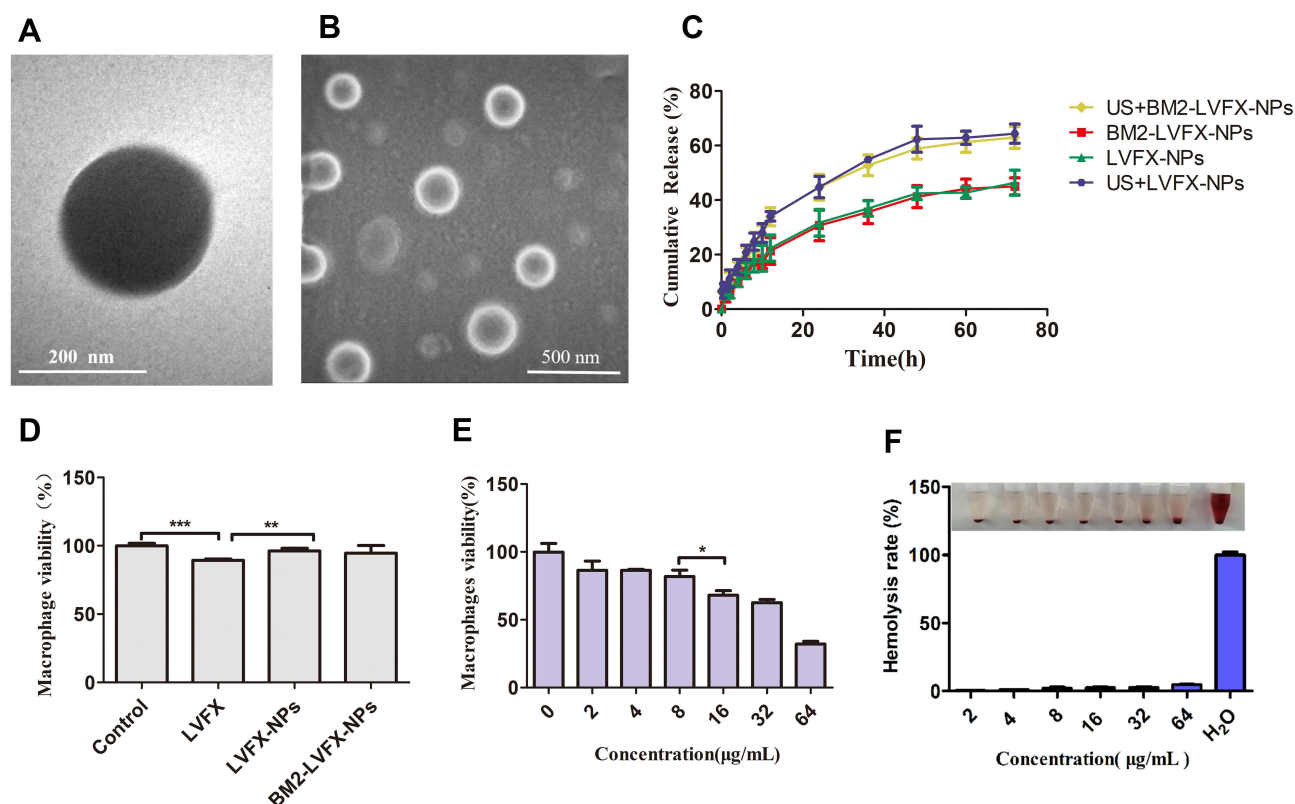 A
200 nm
B
500 nm
C
Cumulative Release (%)
80
60
40
20
0
0
20
40
60
80
Time(h)
US+BM2-LVFX-NPs
BM2-LVFX-NPs
LVFX-NPs
US+LVFX-NPs
D
Macrophage viability（%）
150
100
50
0
***
**
Control
LVFX
LVFX-NPs
BM2-LVFX-NPs
E
Macrophages viability(%)
150
100
50
0
*
0
2
4
8
16
32
64
Concentration(μg/mL)
F
Hemolysis rate (%)
150
100
50
0
2
4
8
16
32
64
H₂O
Concentration( μg/mL )